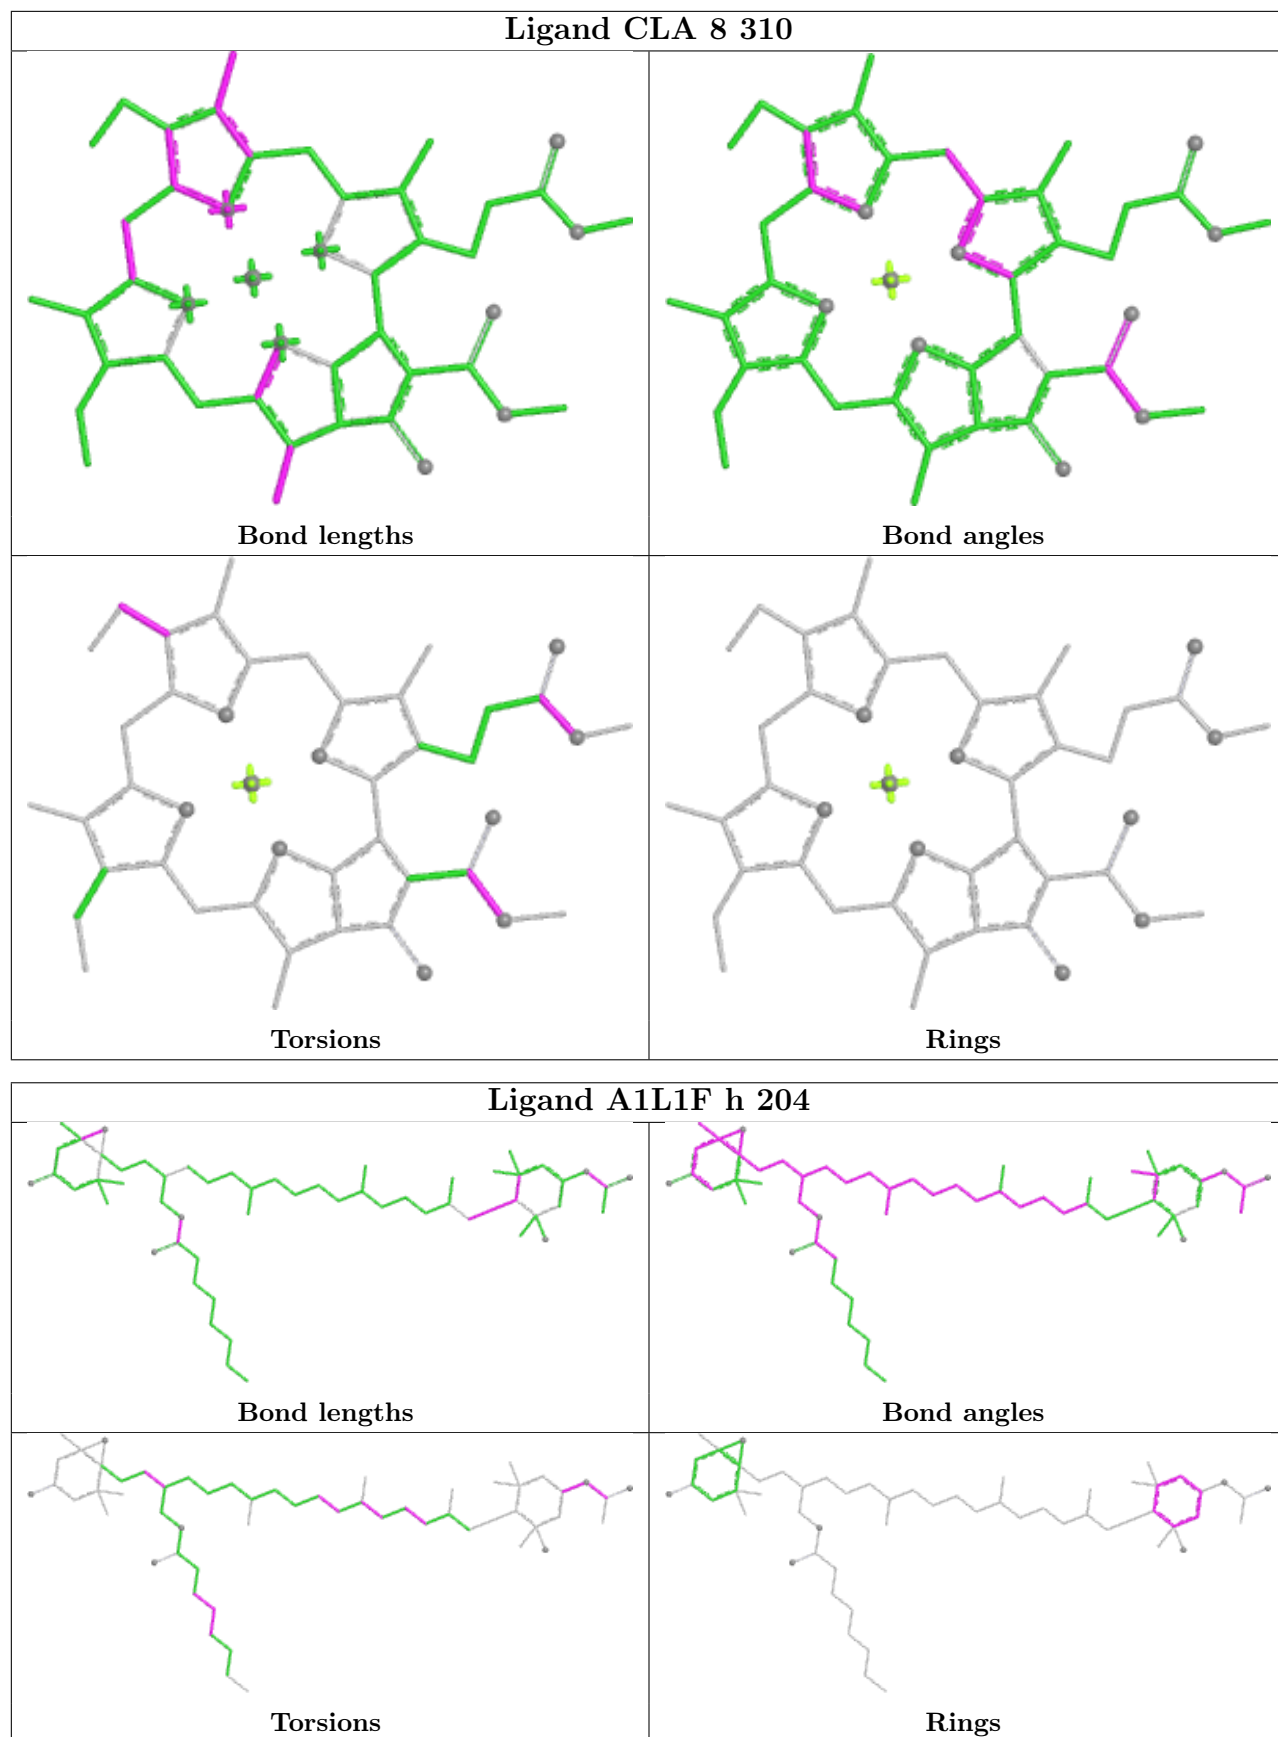 Ligand CLA 8 310
Bond lengths
Bond angles
Torsions
Rings
Ligand A1L1F h 204
Bond lengths
Bond angles
Torsions
Rings